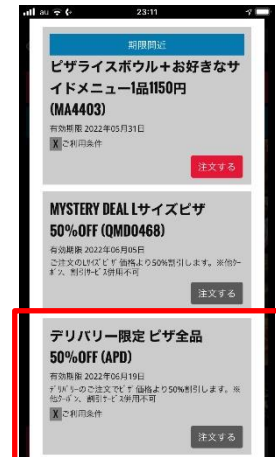 au 23:11
期限間近
ピザライスボウル+お好きなサ
イドメニュー1品1150円
(MA4403)
有効期限 2022年05月31日
X ご利用条件
注文する
MYSTERY DEAL Lサイズピザ
50%OFF (QMD0468)
有効期限 2022年06月05日
ご注文のLサイズピザ価格より50%割引します。※他クー
ポン、割引サービス併用不可
注文する
デリバリー限定 ピザ全品
50%OFF (APD)
有効期限 2022年06月19日
デリバリーのご注文でピザ価格より50%割引します。※
他クーポン、割引サービス併用不可
X ご利用条件
注文する